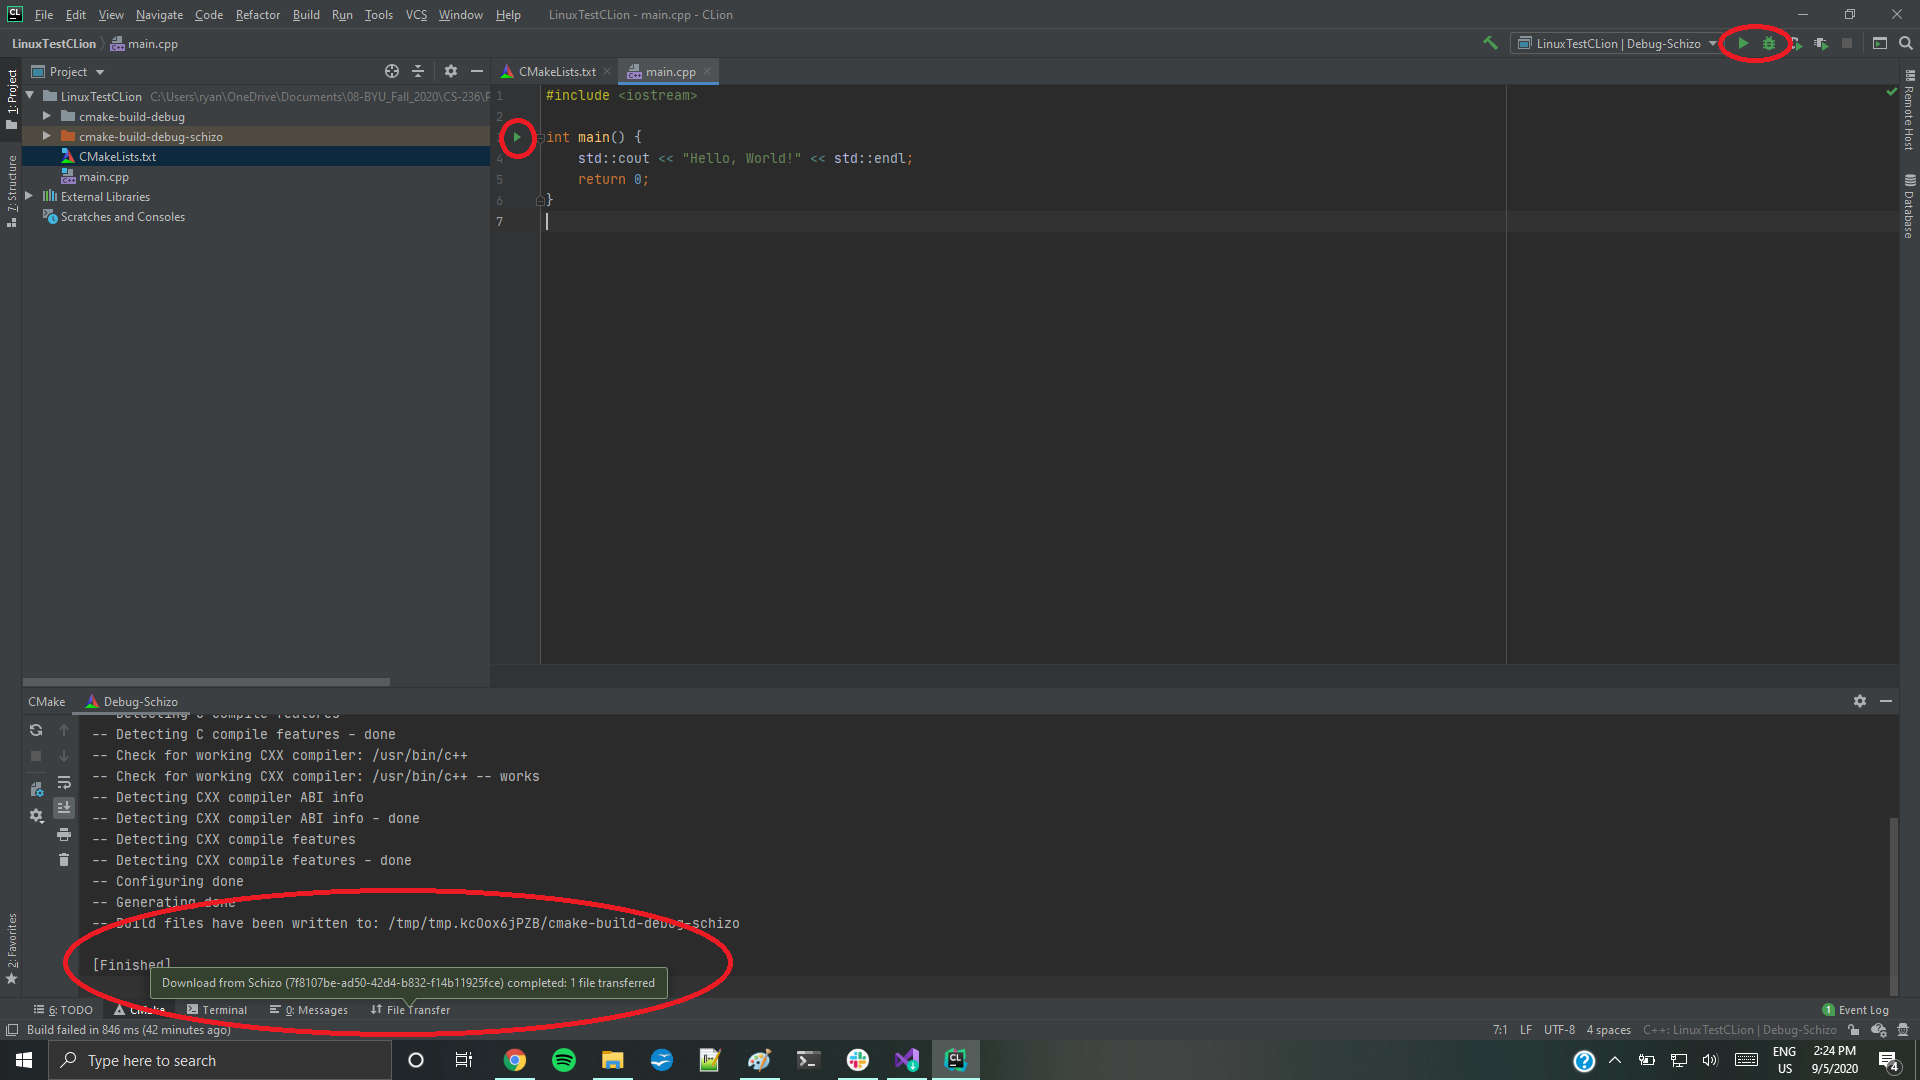 CL File Edit View Navigate Code Refactor Build Run Tools VCS Window Help LinuxTestCLion - main.cpp - CLion
LinuxTestCLion main.cpp LinuxTestCLion | Debug-Schizo
1: Project
Project
CMakeLists.txt main.cpp
LinuxTestCLion C:\Users\ryan\OneDrive\Documents\08-BYU_Fall_2020\CS-236\
cmake-build-debug
cmake-build-debug-schizo
CMakeLists.txt
main.cpp
External Libraries
Scratches and Consoles
7: Structure
1 #include <iostream>
2
3 int main() {
4 std::cout << "Hello, World!" << std::endl;
5 return 0;
6 }
7
Remote Host
Database
CMake Debug-Schizo
-- Detecting C compile features
-- Detecting C compile features - done
-- Check for working CXX compiler: /usr/bin/c++
-- Check for working CXX compiler: /usr/bin/c++ -- works
-- Detecting CXX compiler ABI info
-- Detecting CXX compiler ABI info - done
-- Detecting CXX compile features
-- Detecting CXX compile features - done
-- Configuring done
-- Generating done
-- Build files have been written to: /tmp/tmp.kcOox6jPZB/cmake-build-debug-schizo
[Finished]
Download from Schizo (7f8107be-ad50-42d4-b832-f14b11925fce) completed: 1 file transferred
2: Favorites
6: TODO CMake Terminal 0: Messages File Transfer 1 Event Log
Build failed in 846 ms (42 minutes ago) 7:1 LF UTF-8 4 spaces C++: LinuxTestCLion | Debug-Schizo
Type here to search
CL
ENG
US
2:24 PM
9/5/2020
4